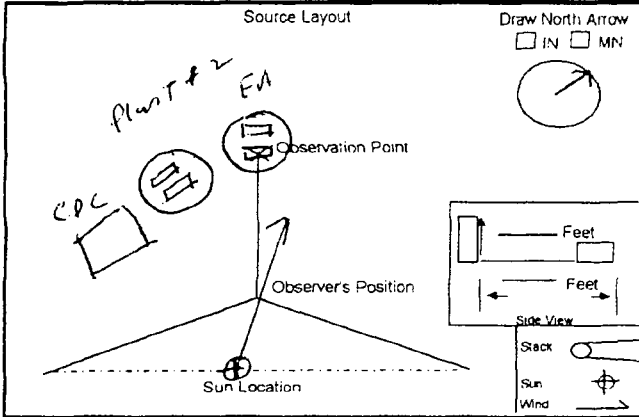 Source Layout
Draw North Arrow
IN MN
Plant # 2
EA
Observation Point
CDC
Feet
Observer's Position
Feet
Side View
Stack
Sun Location
Sun
Wind